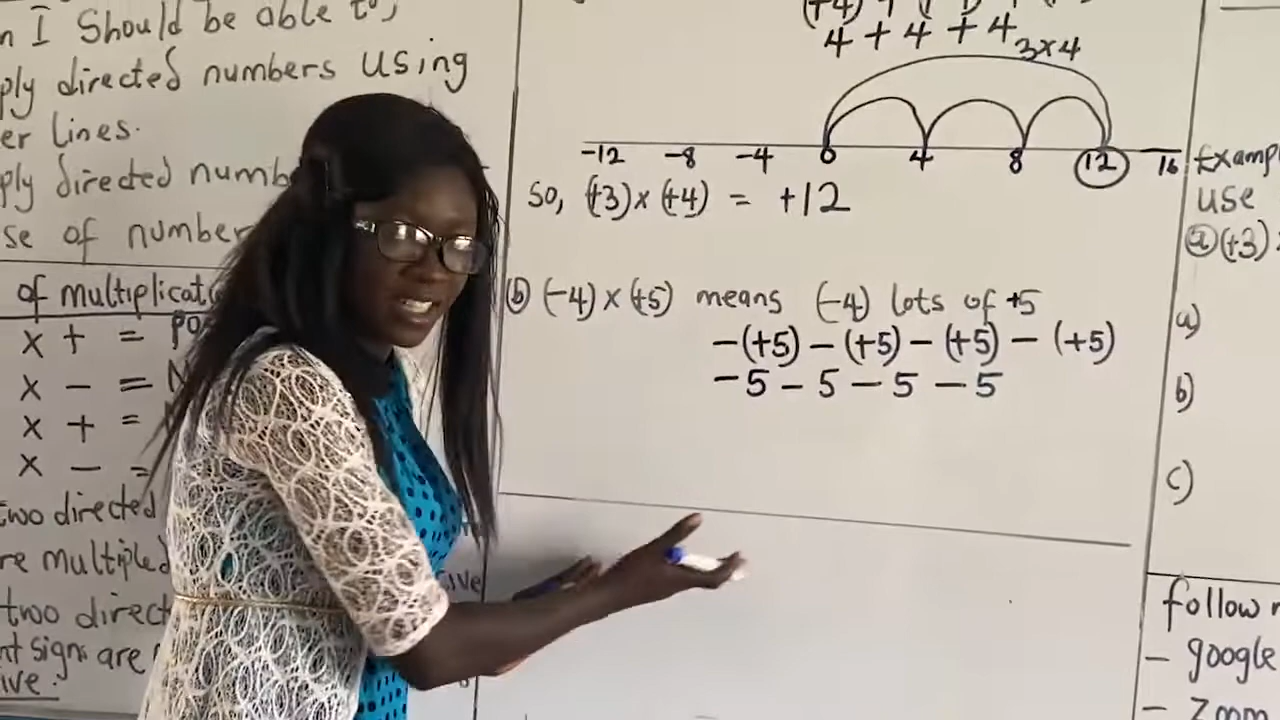 n I Should be able to,
ply directed numbers using
er lines.
ply directed numb
se of number
of multiplicat
x + = Po
x - = N
x + =
x - =
two directed
re multiplied
two direct
nt signs are
ive.
4 + 4 + 4
3x4
-12 -8 -4 0 4 8 12 16
So, (+3)x(+4) = +12
(b) (-4)x(+5) means (-4) lots of +5
-(+5) - (+5) - (+5) - (+5)
-5 - 5 - 5 - 5
Examp
use
(a)(+3)
a)
b)
c)
follow
- google
- Zoom